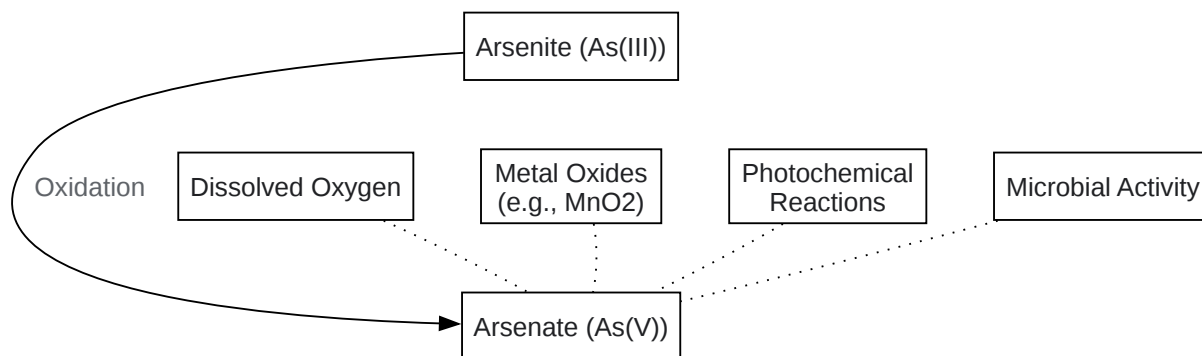 Arsenite (As(III))
Oxidation
Dissolved Oxygen
Metal Oxides
(e.g., MnO2)
Photochemical
Reactions
Microbial Activity
Arsenate (As(V))